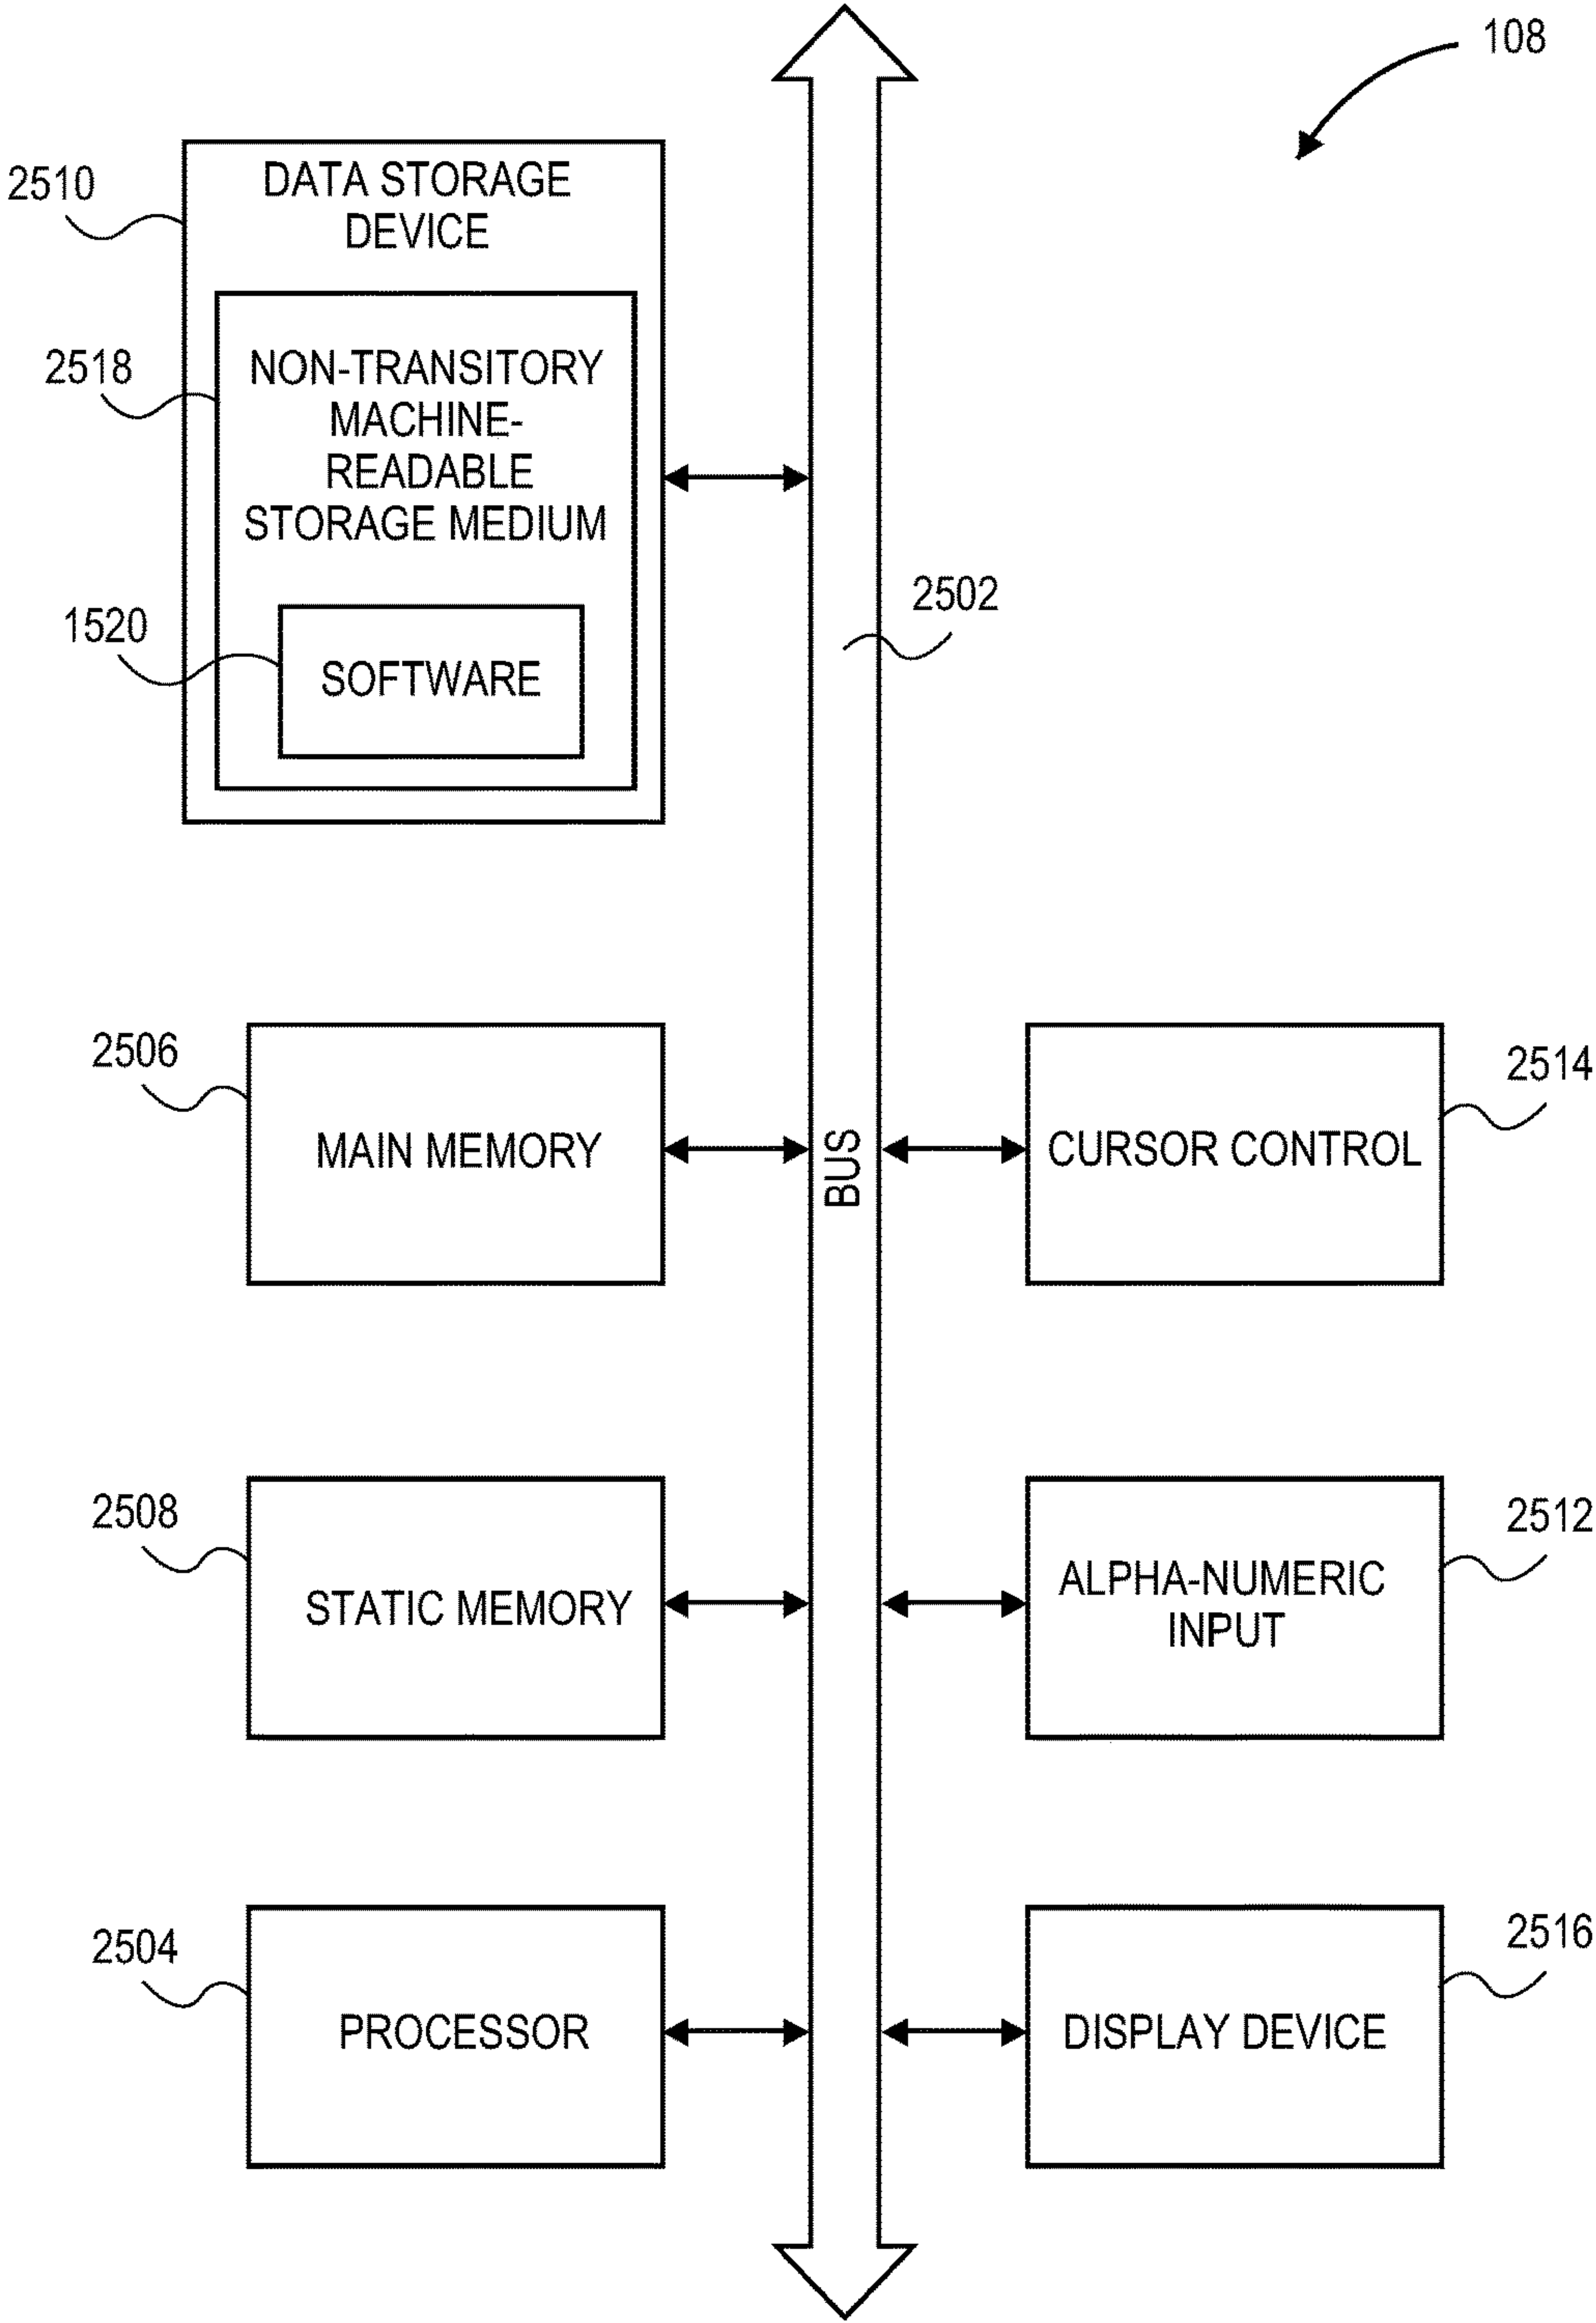 108
2510
DATA STORAGE
DEVICE
2518
NON-TRANSITORY
MACHINE-
READABLE
STORAGE MEDIUM
2502
1520
SOFTWARE
2506
MAIN MEMORY
BUS
2514
CURSOR CONTROL
2508
STATIC MEMORY
2512
ALPHA-NUMERIC
INPUT
2504
PROCESSOR
2516
DISPLAY DEVICE